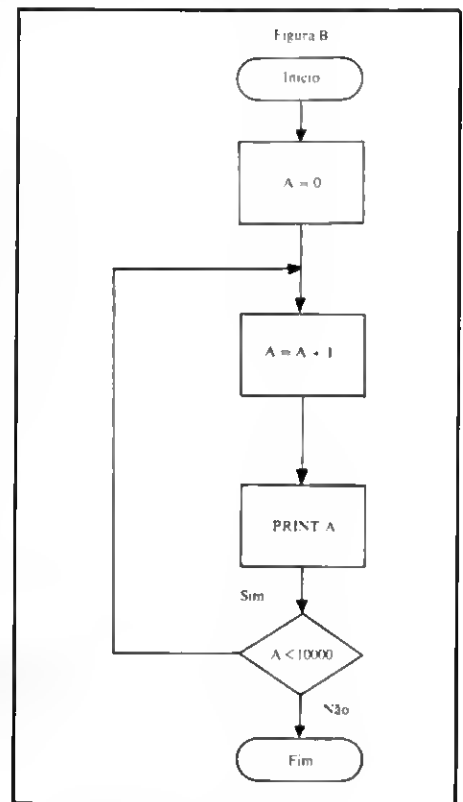 Figura B
Início
A = 0
A = A + 1
PRINT A
Sim
A < 10000
Não
Fim